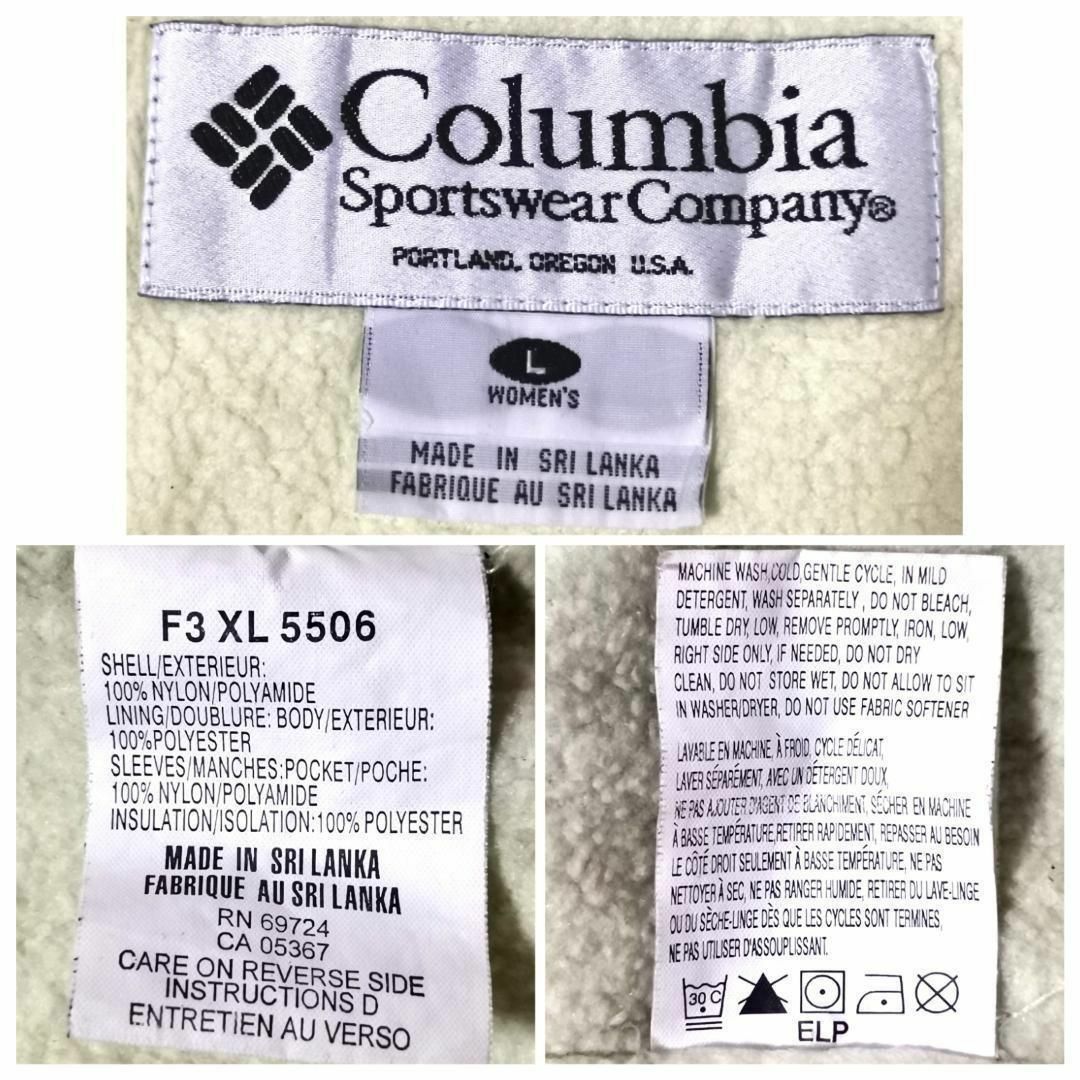 Columbia
Sportswear Company®
PORTLAND, OREGON U.S.A.
L
WOMEN'S
MADE IN SRI LANKA
FABRIQUE AU SRI LANKA
F3 XL 5506
SHELL/EXTERIEUR:
100% NYLON/POLYAMIDE
LINING/DOUBLURE: BODY/EXTERIEUR:
100%POLYESTER
SLEEVES/MANCHES:POCKET/POCHE:
100% NYLON/POLYAMIDE
INSULATION/ISOLATION:100% POLYESTER
MADE IN SRI LANKA
FABRIQUE AU SRI LANKA
RN 69724
CA 05367
CARE ON REVERSE SIDE
INSTRUCTIONS D
ENTRETIEN AU VERSO
MACHINE WASH,COLD,GENTLE CYCLE, IN MILD
DETERGENT, WASH SEPARATELY, DO NOT BLEACH,
TUMBLE DRY, LOW, REMOVE PROMPTLY, IRON, LOW,
RIGHT SIDE ONLY, IF NEEDED, DO NOT DRY
CLEAN, DO NOT STORE WET, DO NOT ALLOW TO SIT
IN WASHER/DRYER, DO NOT USE FABRIC SOFTENER
LAVABLE EN MACHINE, À FROID, CYCLE DÉLICAT,
LAVER SÉPARÉMENT, AVEC UN DÉTERGENT DOUX,
NE PAS AJOUTER D'AGENT DE BLANCHIMENT, SÉCHER EN MACHINE
À BASSE TEMPÉRATURE,RETIRER RAPIDEMENT, REPASSER AU BESOIN
LE CÔTÉ DROIT SEULEMENT À BASSE TEMPÉRATURE, NE PAS
NETTOYER À SEC, NE PAS RANGER HUMIDE, RETIRER DU LAVE-LINGE
OU DU SÈCHE-LINGE DÈS QUE LES CYCLES SONT TERMINES,
NE PAS UTILISER D'ASSOUPLISSANT.
30 C
ELP